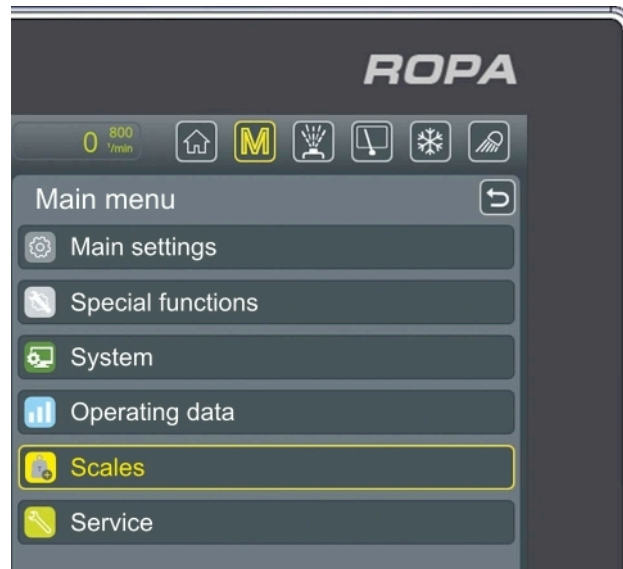 ROPA
0 800
1/min
M
Main menu
Main settings
Special functions
System
Operating data
Scales
Service